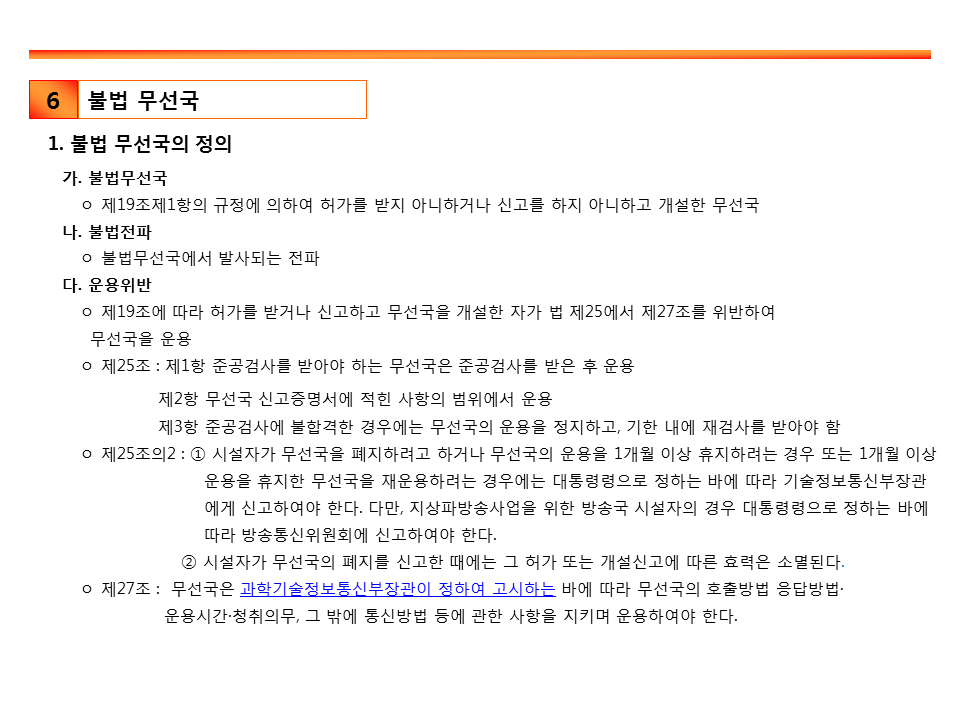 6 불법 무선국
1. 불법 무선국의 정의
가. 불법무선국
ㅇ 제19조제1항의 규정에 의하여 허가를 받지 아니하거나 신고를 하지 아니하고 개설한 무선국
나. 불법전파
ㅇ 불법무선국에서 발사되는 전파
다. 운용위반
ㅇ 제19조에 따라 허가를 받거나 신고하고 무선국을 개설한 자가 법 제25에서 제27조를 위반하여
무선국을 운용
ㅇ 제25조 : 제1항 준공검사를 받아야 하는 무선국은 준공검사를 받은 후 운용
제2항 무선국 신고증명서에 적힌 사항의 범위에서 운용
제3항 준공검사에 불합격한 경우에는 무선국의 운용을 정지하고, 기한 내에 재검사를 받아야 함
ㅇ 제25조의2 : ① 시설자가 무선국을 폐지하려고 하거나 무선국의 운용을 1개월 이상 휴지하려는 경우 또는 1개월 이상
운용을 휴지한 무선국을 재운용하려는 경우에는 대통령령으로 정하는 바에 따라 기술정보통신부장관
에게 신고하여야 한다. 다만, 지상파방송사업을 위한 방송국 시설자의 경우 대통령령으로 정하는 바에
따라 방송통신위원회에 신고하여야 한다.
② 시설자가 무선국의 폐지를 신고한 때에는 그 허가 또는 개설신고에 따른 효력은 소멸된다.
ㅇ 제27조 : 무선국은 과학기술정보통신부장관이 정하여 고시하는 바에 따라 무선국의 호출방법 응답방법·
운용시간·청취의무, 그 밖에 통신방법 등에 관한 사항을 지키며 운용하여야 한다.